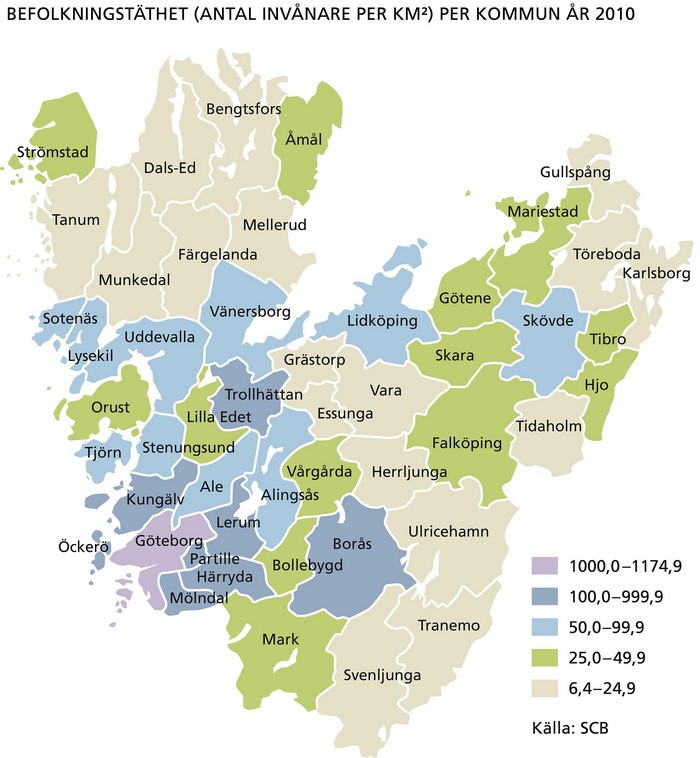 BEFOLKNINGSTÄTHET (ANTAL INVÅNARE PER KM²) PER KOMMUN ÅR 2010
Bengtsfors
Åmål
Strömstad
Dals-Ed
Gullspång
Tanum
Mariestad
Mellerud
Färgelanda
Töreboda
Karlsborg
Munkedal
Götene
Vänersborg
Sotenäs
Lidköping
Skövde
Uddevalla
Tibro
Lysekil
Grästorp
Skara
Hjo
Trollhättan
Vara
Orust
Lilla Edet
Essunga
Tidaholm
Stenungsund
Falköping
Tjörn
Vårgårda
Herrljunga
Ale
Alingsås
Kungälv
Lerum
Ulricehamn
Göteborg
Öckerö
Borås
Partille
Bollebygd
Härryda
Mölndal
Tranemo
Mark
Svenljunga
1000,0–1174,9
100,0–999,9
50,0–99,9
25,0–49,9
6,4–24,9
Källa: SCB